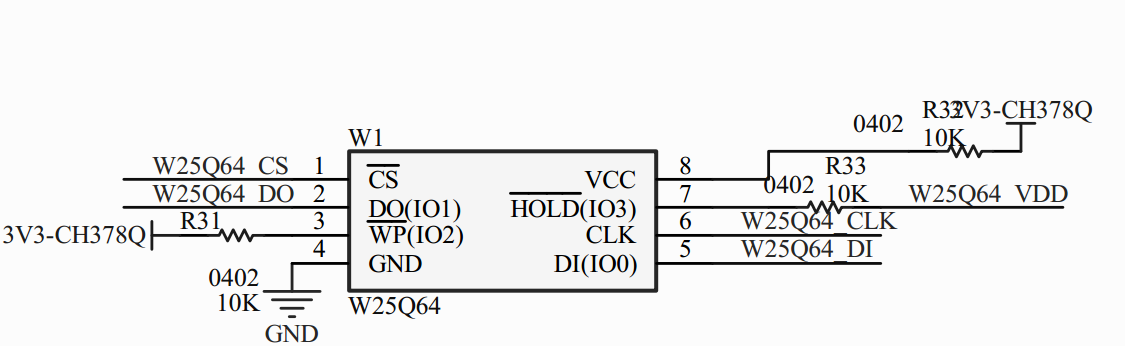 R32
3V3-CH378Q
0402
10K
W1
W25Q64_CS
1
CS
VCC
8
R33
0402
10K
W25Q64_DO
2
DO(IO1)
HOLD(IO3)
7
W25Q64_VDD
3V3-CH378Q
R31
3
WP(IO2)
CLK
6
W25Q64_CLK
4
GND
DI(IO0)
5
W25Q64_DI
0402
10K
W25Q64
GND